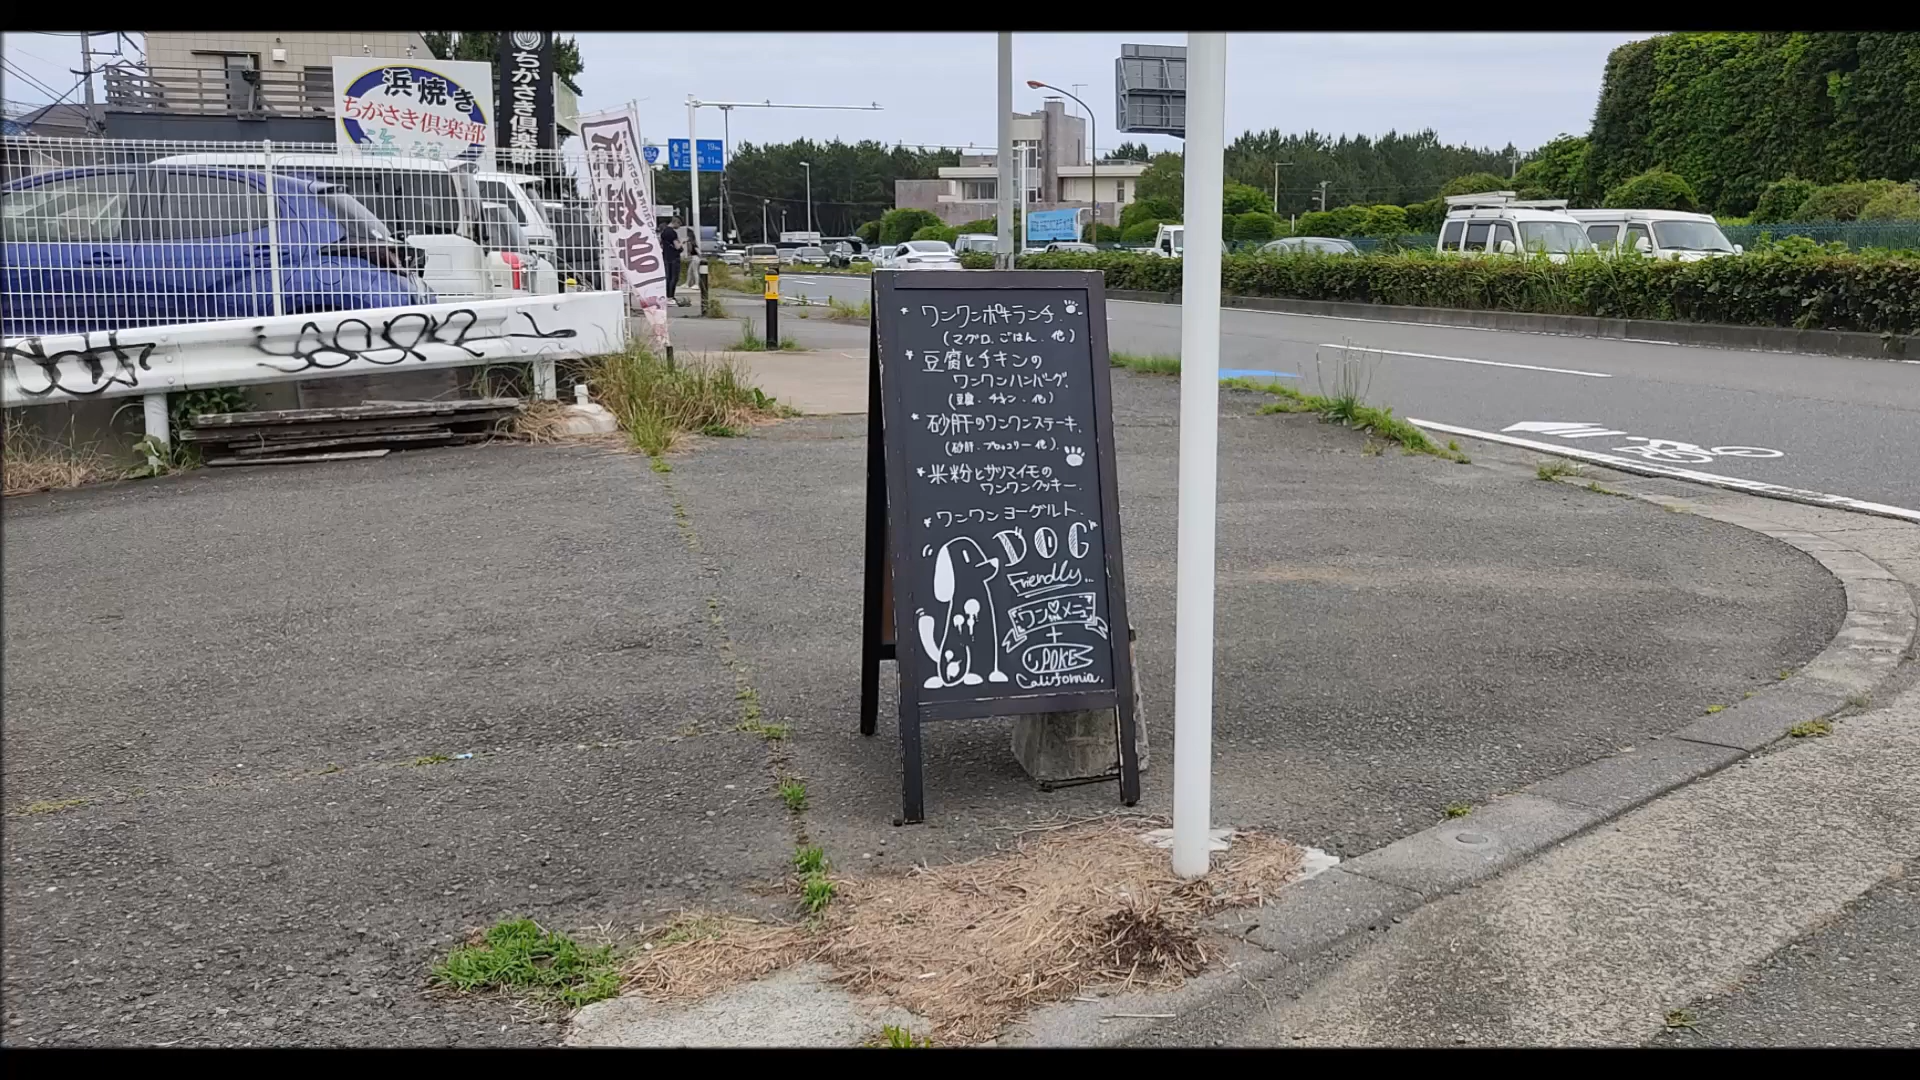 浜焼き
ちがさき倶楽部
ちがさき倶楽部
134
19
11
* ワンワンポキランチ.
(マグロ、ごはん、他)
* 豆腐とチキンの
ワンワンハンバーグ.
(豆腐、チキン、他)
* 砂肝のワンワンステーキ.
(砂肝、ブロッコリー他)
* 米粉とサツマイモの
ワンワンクッキー.
* ワンワンヨーグルト.
DOG
Friendly...
ワン♡メニュー
+
POKE
California.